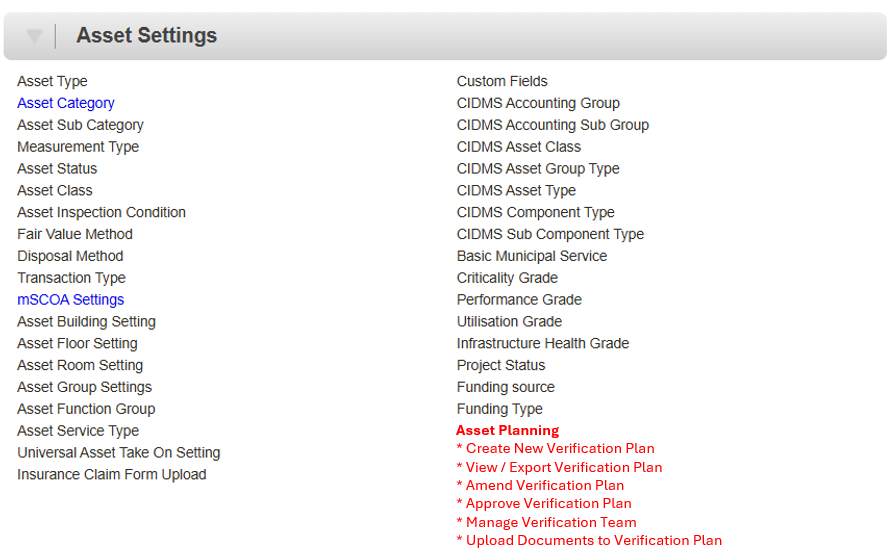 Asset Settings
Asset Type
Asset Category
Asset Sub Category
Measurement Type
Asset Status
Asset Class
Asset Inspection Condition
Fair Value Method
Disposal Method
Transaction Type
mSCOA Settings
Asset Building Setting
Asset Floor Setting
Asset Room Setting
Asset Group Settings
Asset Function Group
Asset Service Type
Universal Asset Take On Setting
Insurance Claim Form Upload
Custom Fields
CIDMS Accounting Group
CIDMS Accounting Sub Group
CIDMS Asset Class
CIDMS Asset Group Type
CIDMS Asset Type
CIDMS Component Type
CIDMS Sub Component Type
Basic Municipal Service
Criticality Grade
Performance Grade
Utilisation Grade
Infrastructure Health Grade
Project Status
Funding source
Funding Type
Asset Planning
* Create New Verification Plan
* View / Export Verification Plan
* Amend Verification Plan
* Approve Verification Plan
* Manage Verification Team
* Upload Documents to Verification Plan